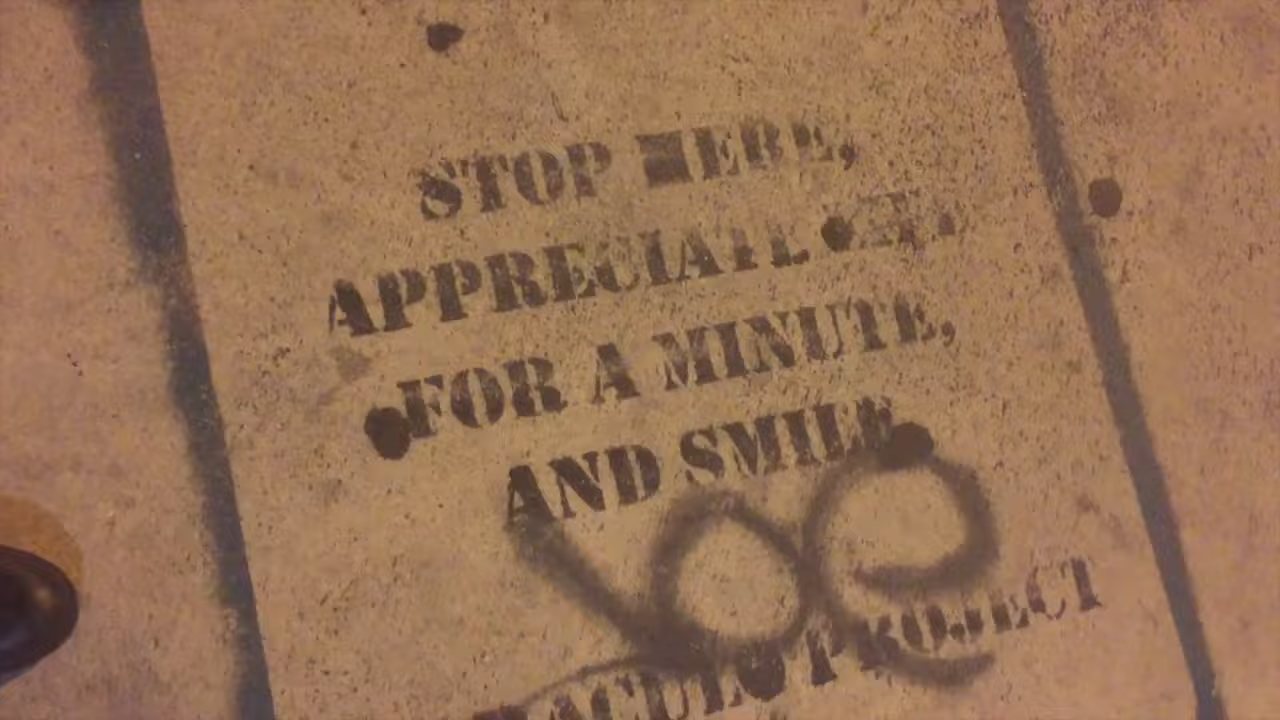 STOP HERE,
APPRECIATE
FOR A MINUTE,
AND SMILE
PROJECT